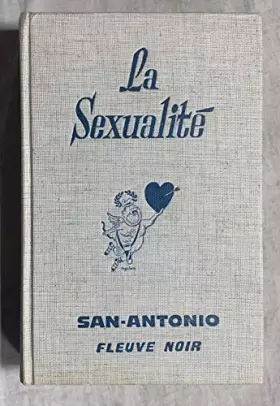 La
Sexualité
SAN-ANTONIO
FLEUVE NOIR